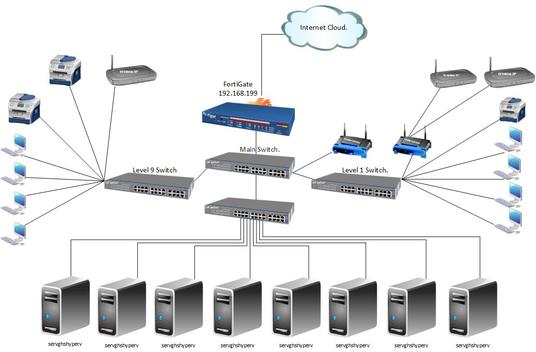 Internet Cloud.
FortiGate
192.168.199
Main Switch.
Level 9 Switch
Level 1 Switch.
servghshyperv
servghshyperv
servghshyperv
servghshyperv
servghshyperv
servghshyperv
servghshyperv
servghshyperv